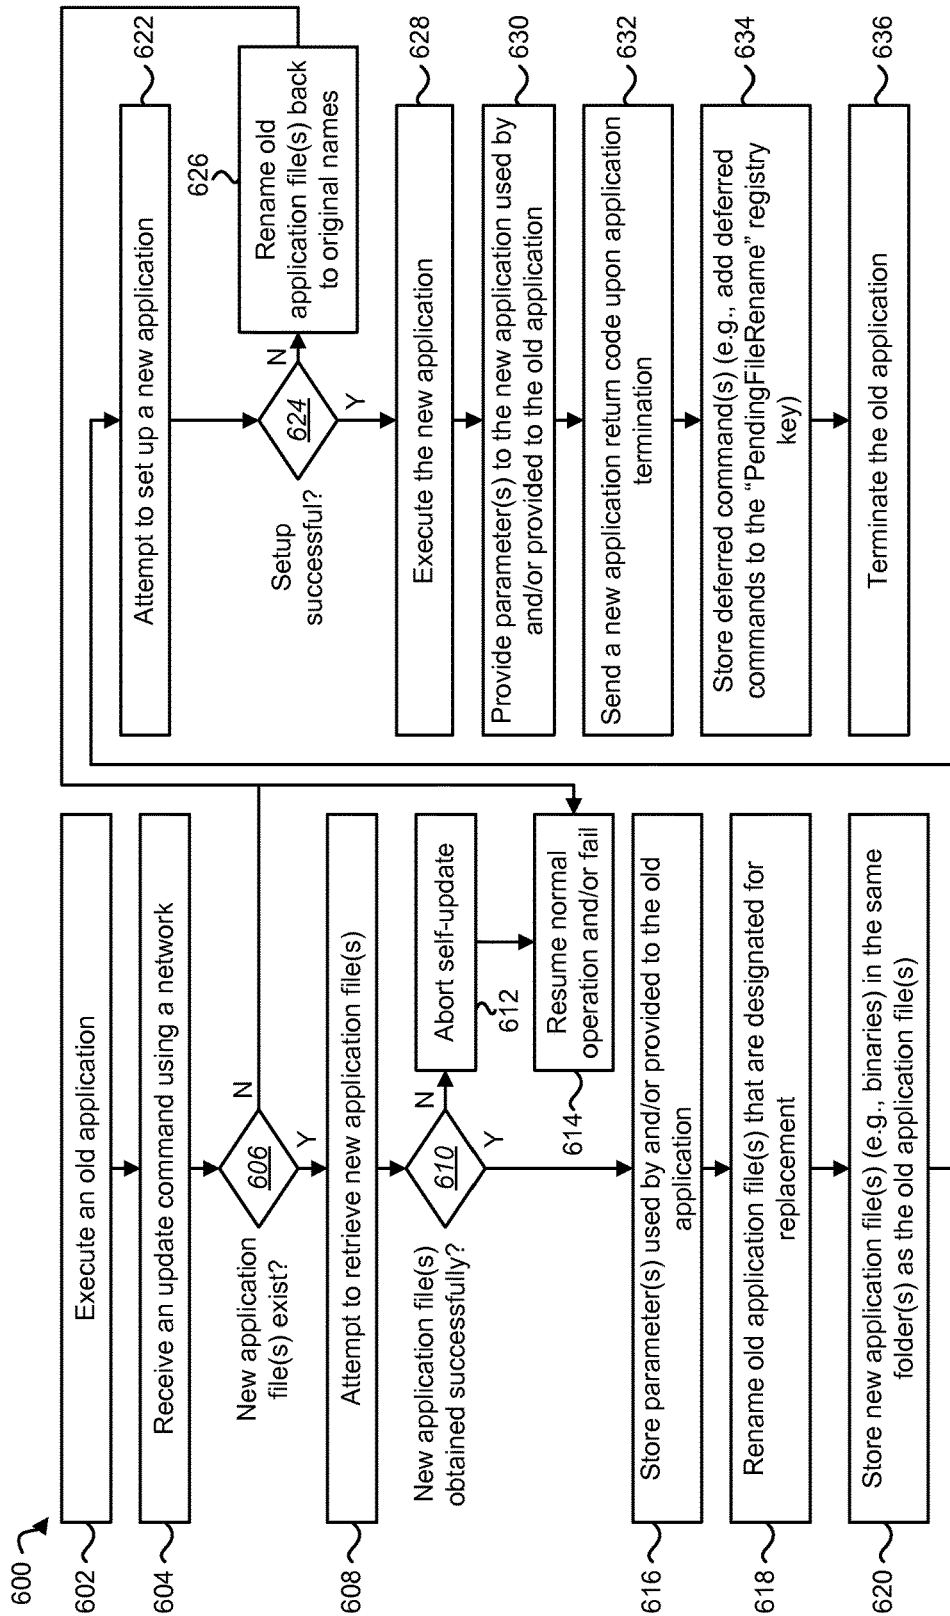 600
602
Execute an old application
604
Receive an update command using a network
New application
file(s) exist?
606
N
Y
608
Attempt to retrieve new application file(s)
New application file(s)
obtained successfully?
610
N
Y
Abort self-update
612
Resume normal
operation and/or fail
614
616
Store parameter(s) used by and/or provided to the old
application
618
Rename old application file(s) that are designated for
replacement
620
Store new application file(s) (e.g., binaries) in the same
folder(s) as the old application file(s)
Attempt to set up a new application
622
Setup
successful?
624
N
Y
626
Rename old
application file(s) back
to original names
Execute the new application
628
Provide parameter(s) to the new application used by
and/or provided to the old application
630
Send a new application return code upon application
termination
632
Store deferred command(s) (e.g., add deferred
commands to the “PendingFileRename” registry
key)
634
Terminate the old application
636